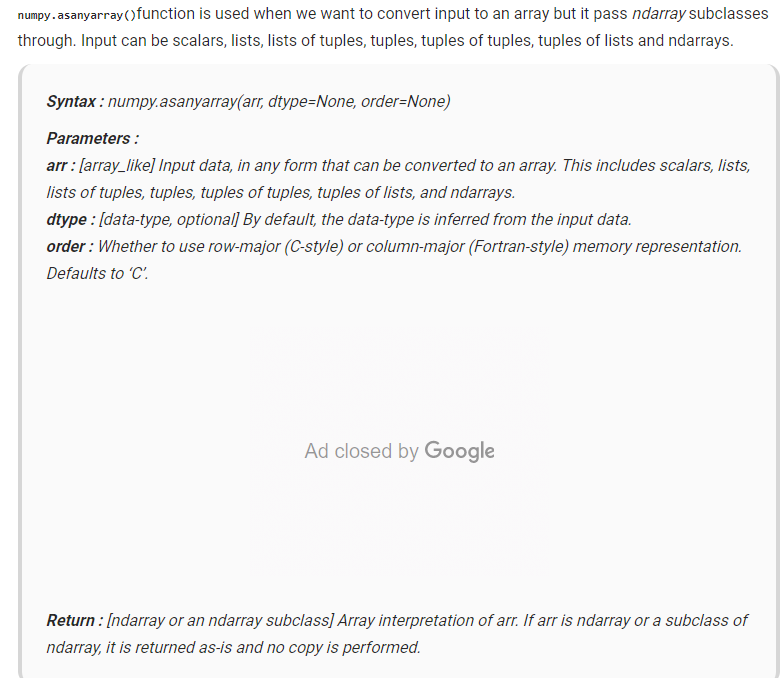 numpy.asanyarray()function is used when we want to convert input to an array but it pass ndarray subclasses
through. Input can be scalars, lists, lists of tuples, tuples, tuples of tuples, tuples of lists and ndarrays.
Syntax : numpy.asanyarray(arr, dtype=None, order=None)
Parameters :
arr : [array_like] Input data, in any form that can be converted to an array. This includes scalars, lists,
lists of tuples, tuples, tuples of tuples, tuples of lists, and ndarrays.
dtype : [data-type, optional] By default, the data-type is inferred from the input data.
order : Whether to use row-major (C-style) or column-major (Fortran-style) memory representation.
Defaults to ‘C’.
Ad closed by Google
Return : [ndarray or an ndarray subclass] Array interpretation of arr. If arr is ndarray or a subclass of
ndarray, it is returned as-is and no copy is performed.